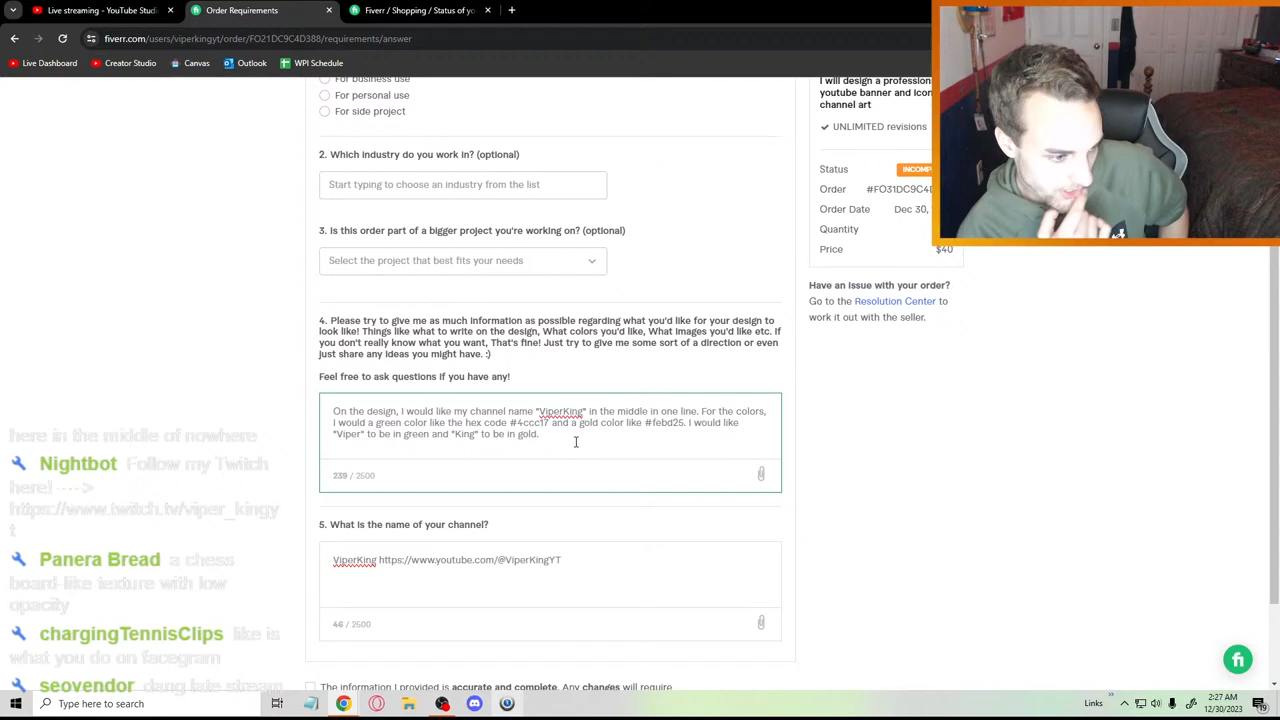 Live streaming - YouTube Studio
Order Requirements
Fiverr / Shopping / Status of yo
fiverr.com/users/viperkingyt/order/FO21DC9C4D388/requirements/answer
Live Dashboard
Creator Studio
Canvas
Outlook
WPI Schedule
For business use
For personal use
For side project
2. Which industry do you work in? (optional)
Start typing to choose an industry from the list
3. Is this order part of a bigger project you're working on? (optional)
Select the project that best fits your needs
4. Please try to give me as much information as possible regarding what you'd like for your design to
look like! Things like what to write on the design, What colors you'd like, What images you'd like etc. If
you don't really know what you want, That's fine! Just try to give me some sort of a direction or even
just share any ideas you might have. :)
Feel free to ask questions if you have any!
On the design, I would like my channel name "ViperKing" in the middle in one line. For the colors,
I would a green color like the hex code #4ccc17 and a gold color like #febd25. I would like
"Viper" to be in green and "King" to be in gold.
239 / 2500
5. What is the name of your channel?
ViperKing https://www.youtube.com/@ViperKingYT
46 / 2500
The information I provided is accurate and complete. Any changes will require
I will design a profession
youtube banner and icon
channel art
UNLIMITED revisions
Status
INCOMP
Order
#FO31DC9C4D
Order Date
Dec 30,
Quantity
Price
$40
Have an issue with your order?
Go to the Resolution Center to
work it out with the seller.
here in the middle of nowhere
Nightbot Follow my Twitch
here! ---->
https://www.twitch.tv/viper_kingy
t
Panera Bread a chess
board-like texture with low
opacity
chargingTennisClips like is
what you do on facegram
seovendor dang late stream
fi
Type here to search
Links
2:27 AM
12/30/2023
19